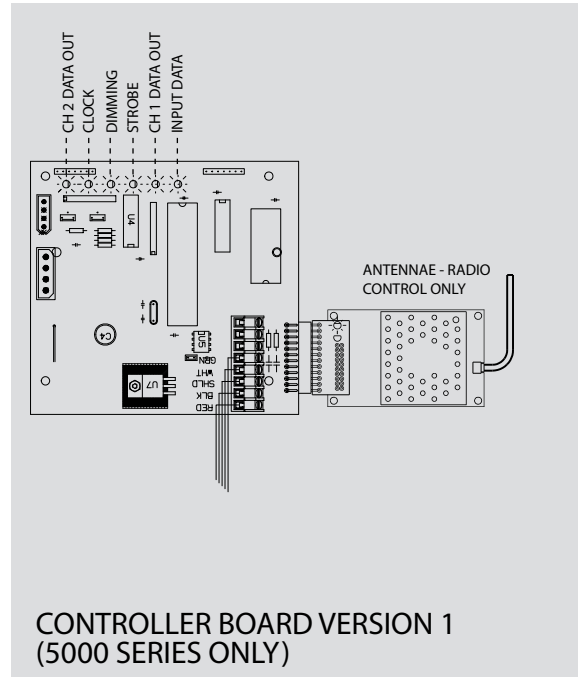 CH 2 DATA OUT
CLOCK
DIMMING
STROBE
CH 1 DATA OUT
INPUT DATA
U4
ANTENNAE - RADIO
CONTROL ONLY
C4
U5
U7
GRN
WHT
SHLD
BLK
RED
CONTROLLER BOARD VERSION 1
(5000 SERIES ONLY)